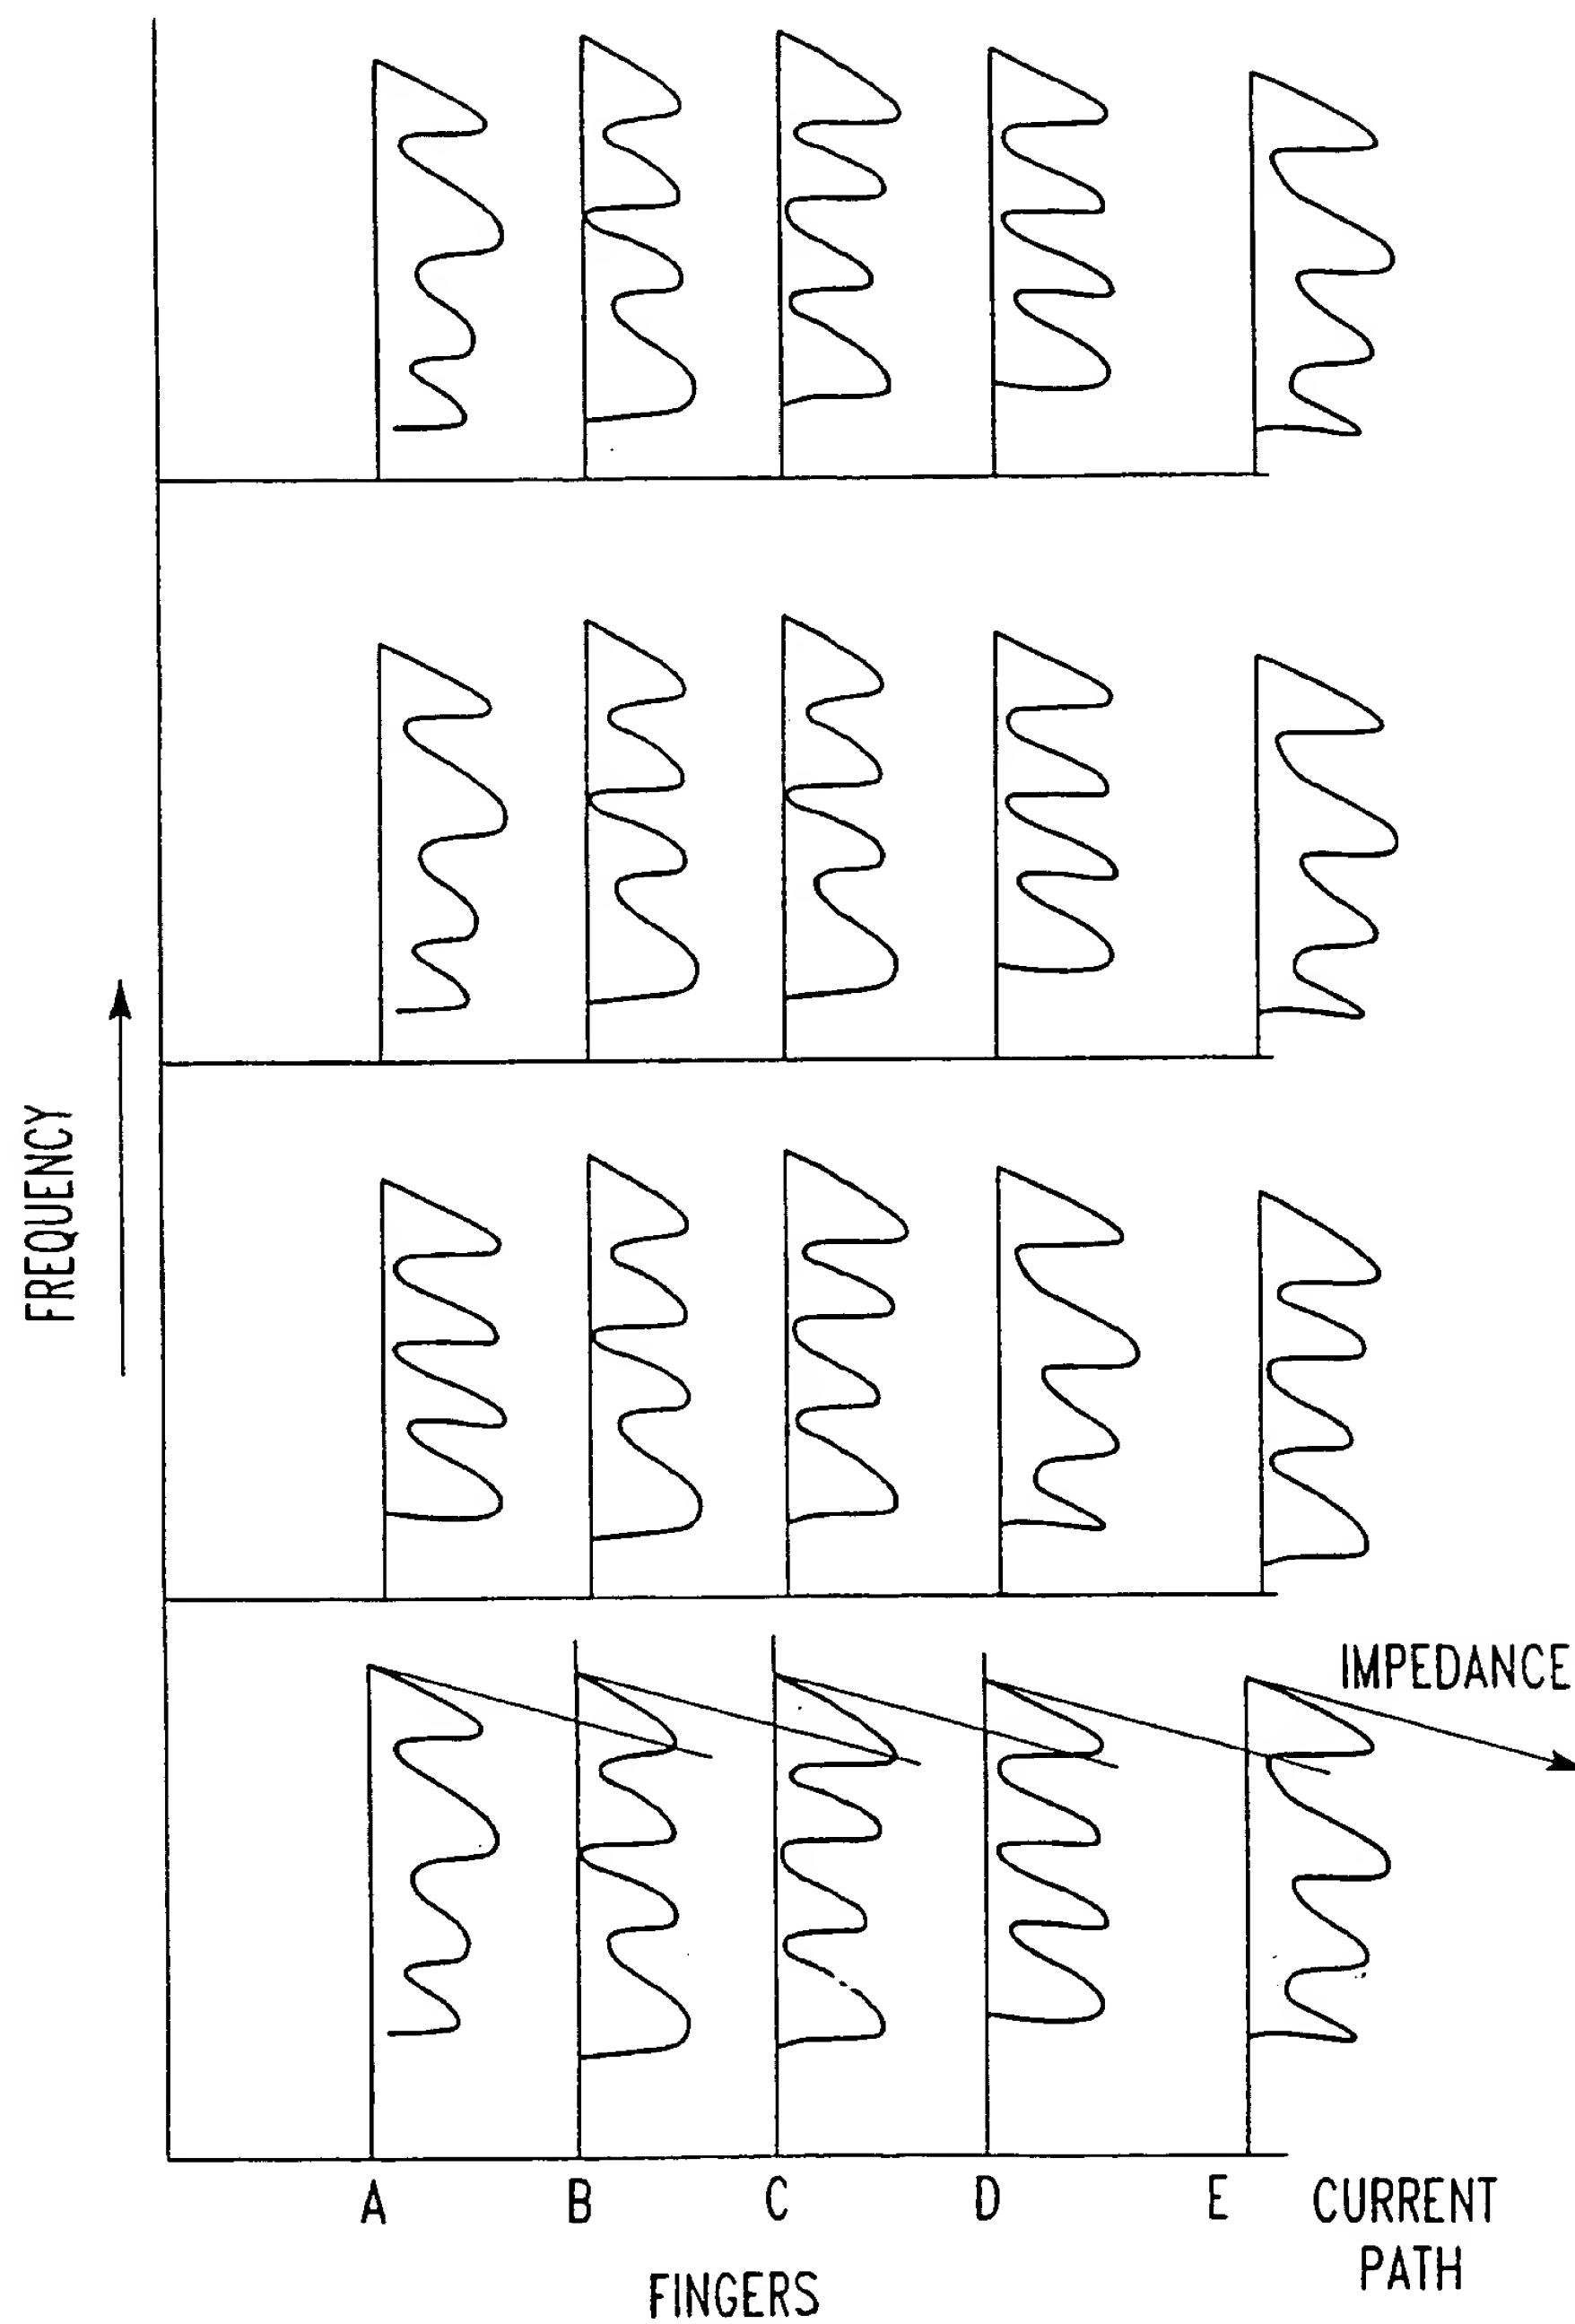 FREQUENCY
IMPEDANCE
A B C D E CURRENT
PATH
FINGERS